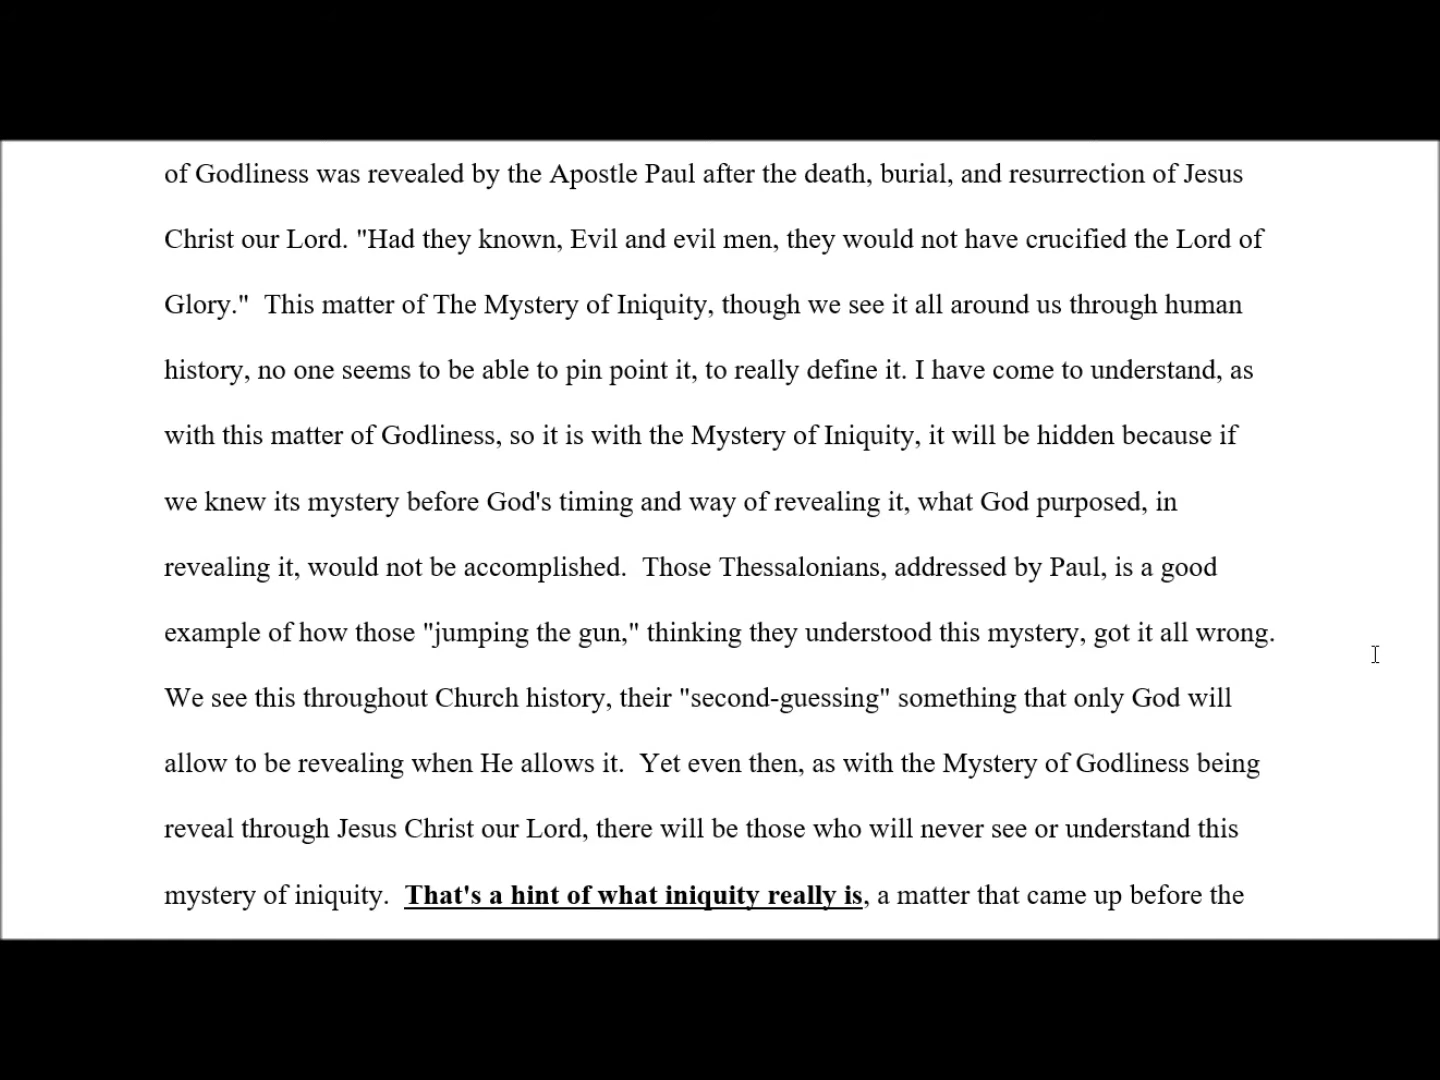 of Godliness was revealed by the Apostle Paul after the death, burial, and resurrection of Jesus
Christ our Lord. "Had they known, Evil and evil men, they would not have crucified the Lord of
Glory."  This matter of The Mystery of Iniquity, though we see it all around us through human
history, no one seems to be able to pin point it, to really define it. I have come to understand, as
with this matter of Godliness, so it is with the Mystery of Iniquity, it will be hidden because if
we knew its mystery before God's timing and way of revealing it, what God purposed, in
revealing it, would not be accomplished.  Those Thessalonians, addressed by Paul, is a good
example of how those "jumping the gun," thinking they understood this mystery, got it all wrong.
We see this throughout Church history, their "second-guessing" something that only God will
allow to be revealing when He allows it.  Yet even then, as with the Mystery of Godliness being
reveal through Jesus Christ our Lord, there will be those who will never see or understand this
mystery of iniquity.  That's a hint of what iniquity really is, a matter that came up before the